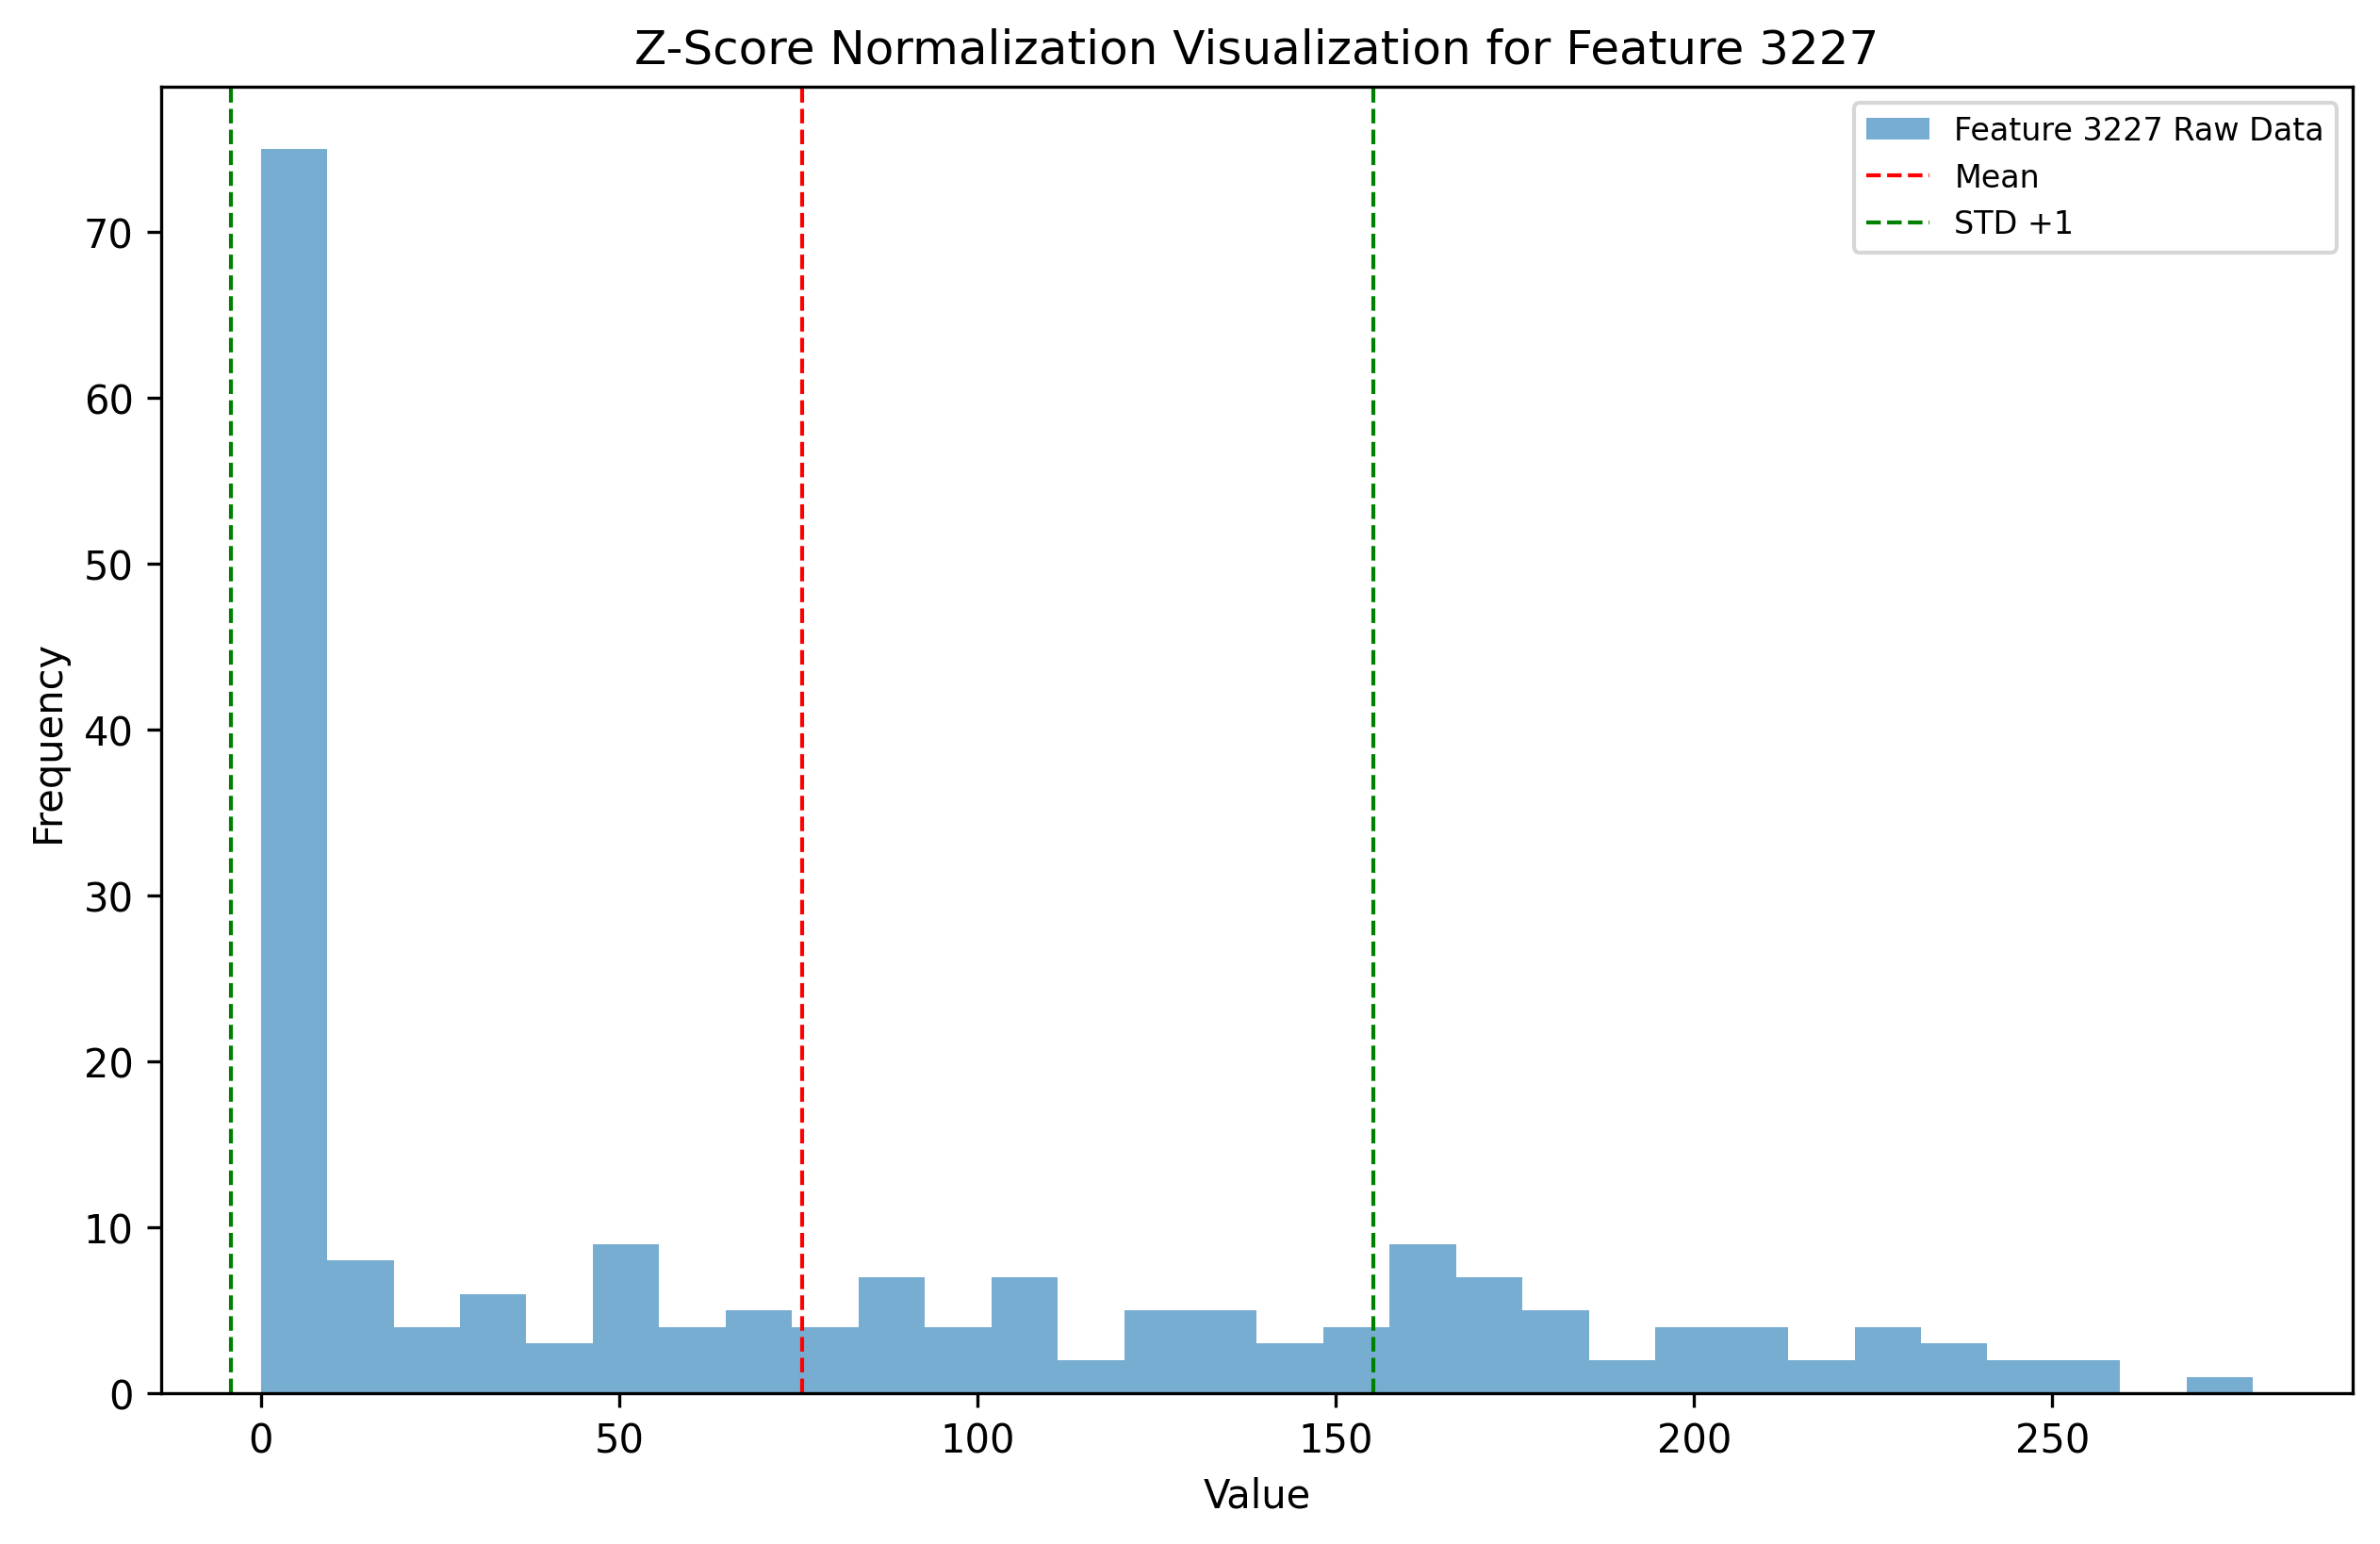 Z-Score Normalization Visualization for Feature 3227
Feature 3227 Raw Data
Mean
STD +1
70
60
50
40
30
20
10
0
Frequency
0 50 100 150 200 250
Value